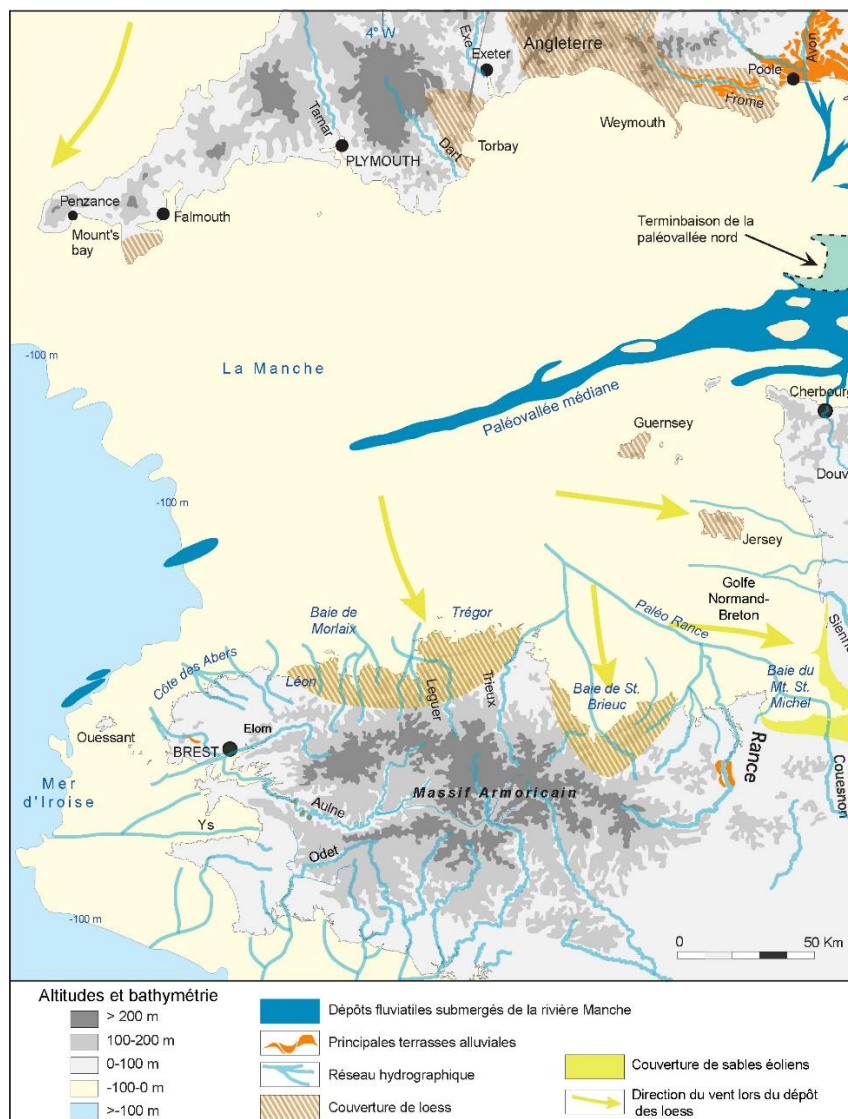 4° W
Exe
Exeter
Angleterre
Avon
Poole
Frome
Tamar
Dart
Torbay
Weymouth
PLYMOUTH
Penzance
Falmouth
Mount's
bay
Terminbaison de la
paléovallée nord
-100 m
La Manche
Paléovallée médiane
Cherbourg
Guernsey
Douv
-100 m
Jersey
Golfe
Normand-
Breton
Sienne
Baie de
Morlaix
Trégor
Paléo Rance
Côte des Abers
Léon
Leguer
Trieux
Baie de St.
Brieuc
Baie du
Mt. St.
Michel
Ouessant
BREST
Elorn
Rance
Couesnon
Mer
d'Iroise
Aulne
Massif Armoricain
Ys
Odet
-100 m
0 50 Km
Altitudes et bathymétrie
> 200 m
100-200 m
0-100 m
-100-0 m
>-100 m
Dépôts fluviatiles submergés de la rivière Manche
Principales terrasses alluviales
Réseau hydrographique
Couverture de loess
Couverture de sables éoliens
Direction du vent lors du dépôt
des loess